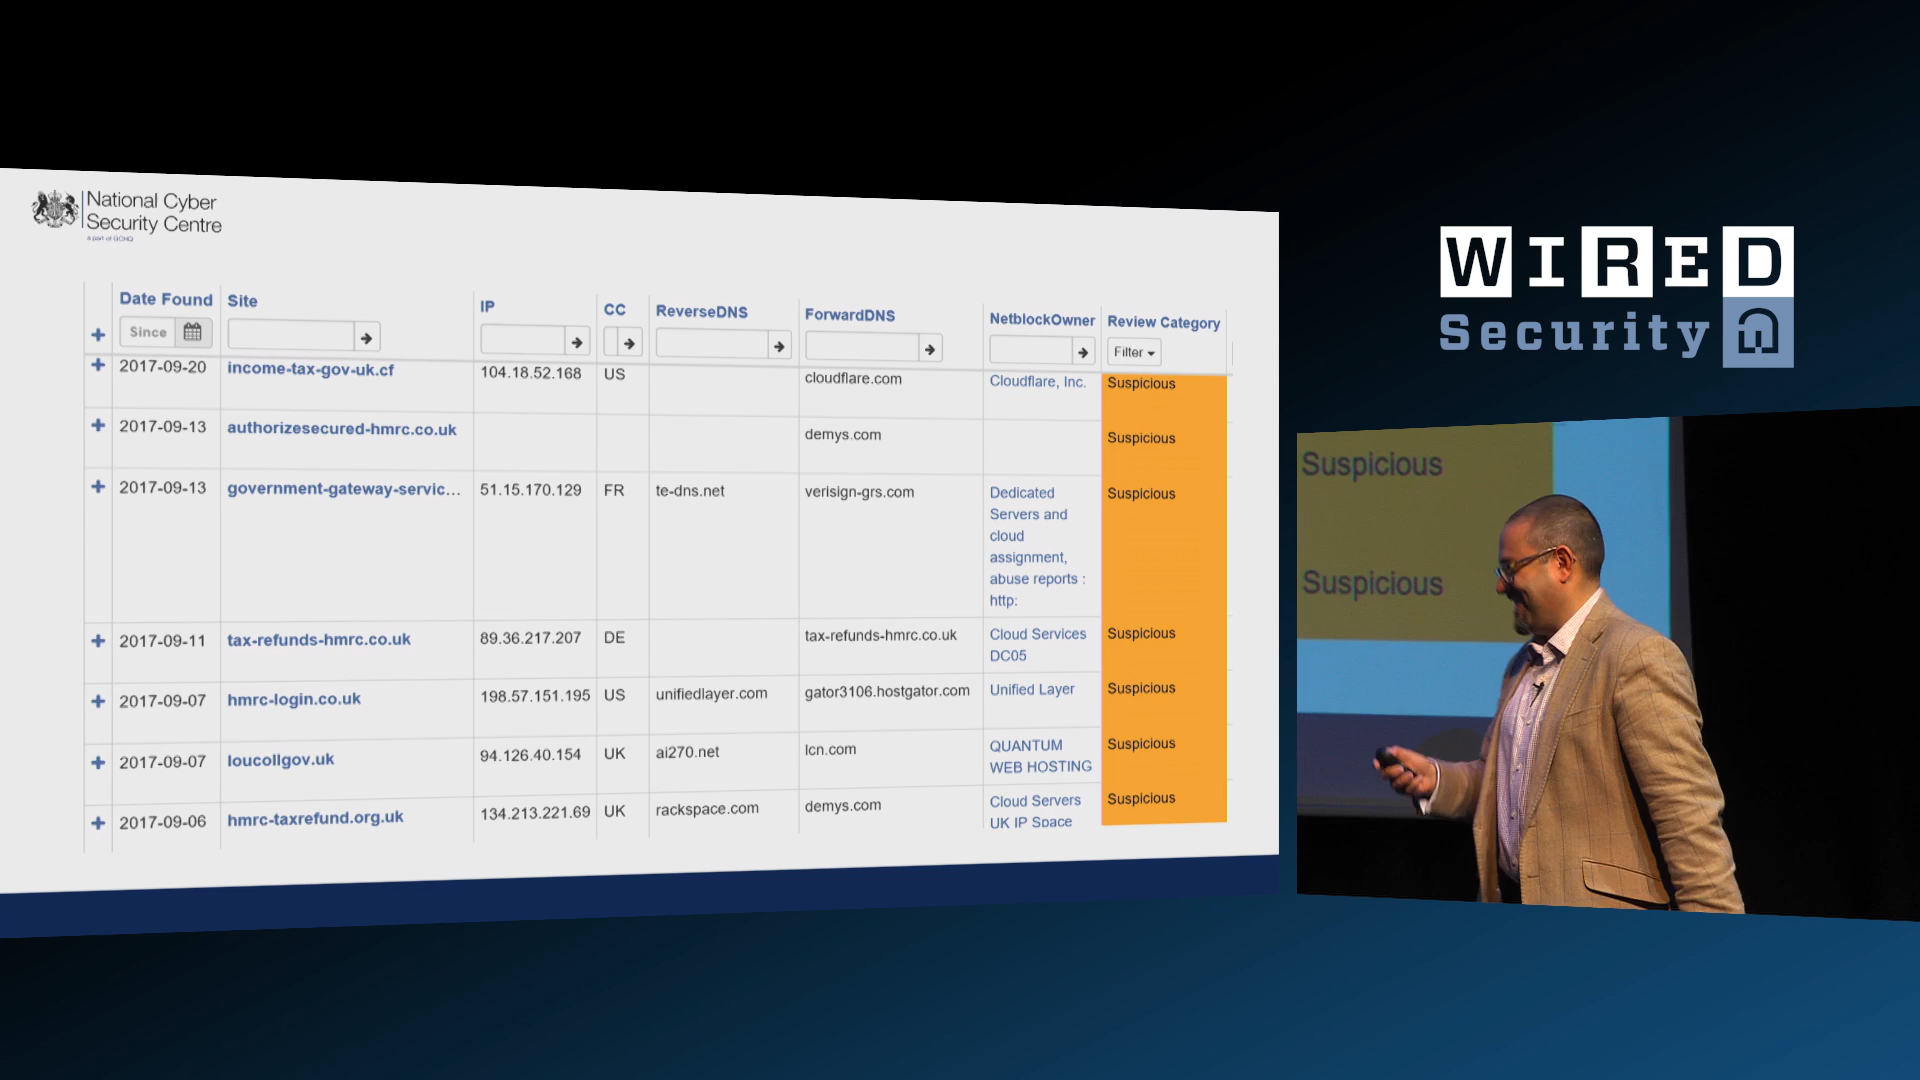 National Cyber
Security Centre
a part of GCHQ
Date Found Site IP CC ReverseDNS ForwardDNS NetblockOwner Review Category
Since
Filter
2017-09-20 income-tax-gov-uk.cf 104.18.52.168 US cloudflare.com Cloudflare, Inc. Suspicious
2017-09-13 authorizesecured-hmrc.co.uk demys.com Suspicious
2017-09-13 government-gateway-servic... 51.15.170.129 FR te-dns.net verisign-grs.com Dedicated Suspicious
Servers and
cloud
assignment,
abuse reports :
http:
2017-09-11 tax-refunds-hmrc.co.uk 89.36.217.207 DE tax-refunds-hmrc.co.uk Cloud Services Suspicious
DC05
2017-09-07 hmrc-login.co.uk 198.57.151.195 US unifiedlayer.com gator3106.hostgator.com Unified Layer Suspicious
2017-09-07 loucollgov.uk 94.126.40.154 UK ai270.net lcn.com QUANTUM Suspicious
WEB HOSTING
2017-09-06 hmrc-taxrefund.org.uk 134.213.221.69 UK rackspace.com demys.com Cloud Servers Suspicious
UK IP Space
WIRED
Security
Suspicious
Suspicious